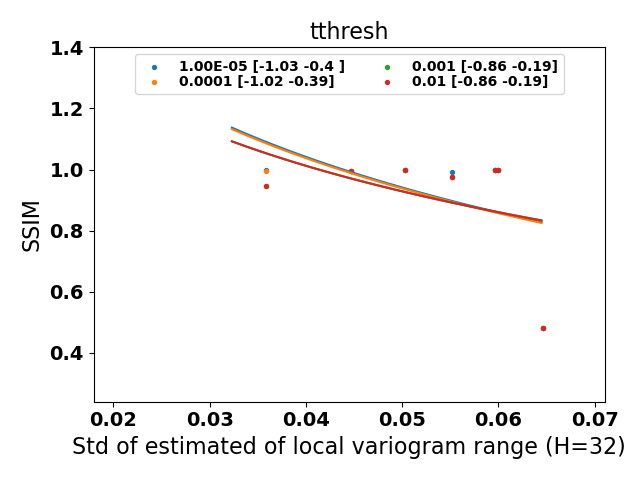 tthresh
1.00E-05 [-1.03 -0.4 ]
0.0001 [-1.02 -0.39]
0.001 [-0.86 -0.19]
0.01 [-0.86 -0.19]
1.4
1.2
1.0
0.8
0.6
0.4
SSIM
0.02 0.03 0.04 0.05 0.06 0.07
Std of estimated of local variogram range (H=32)